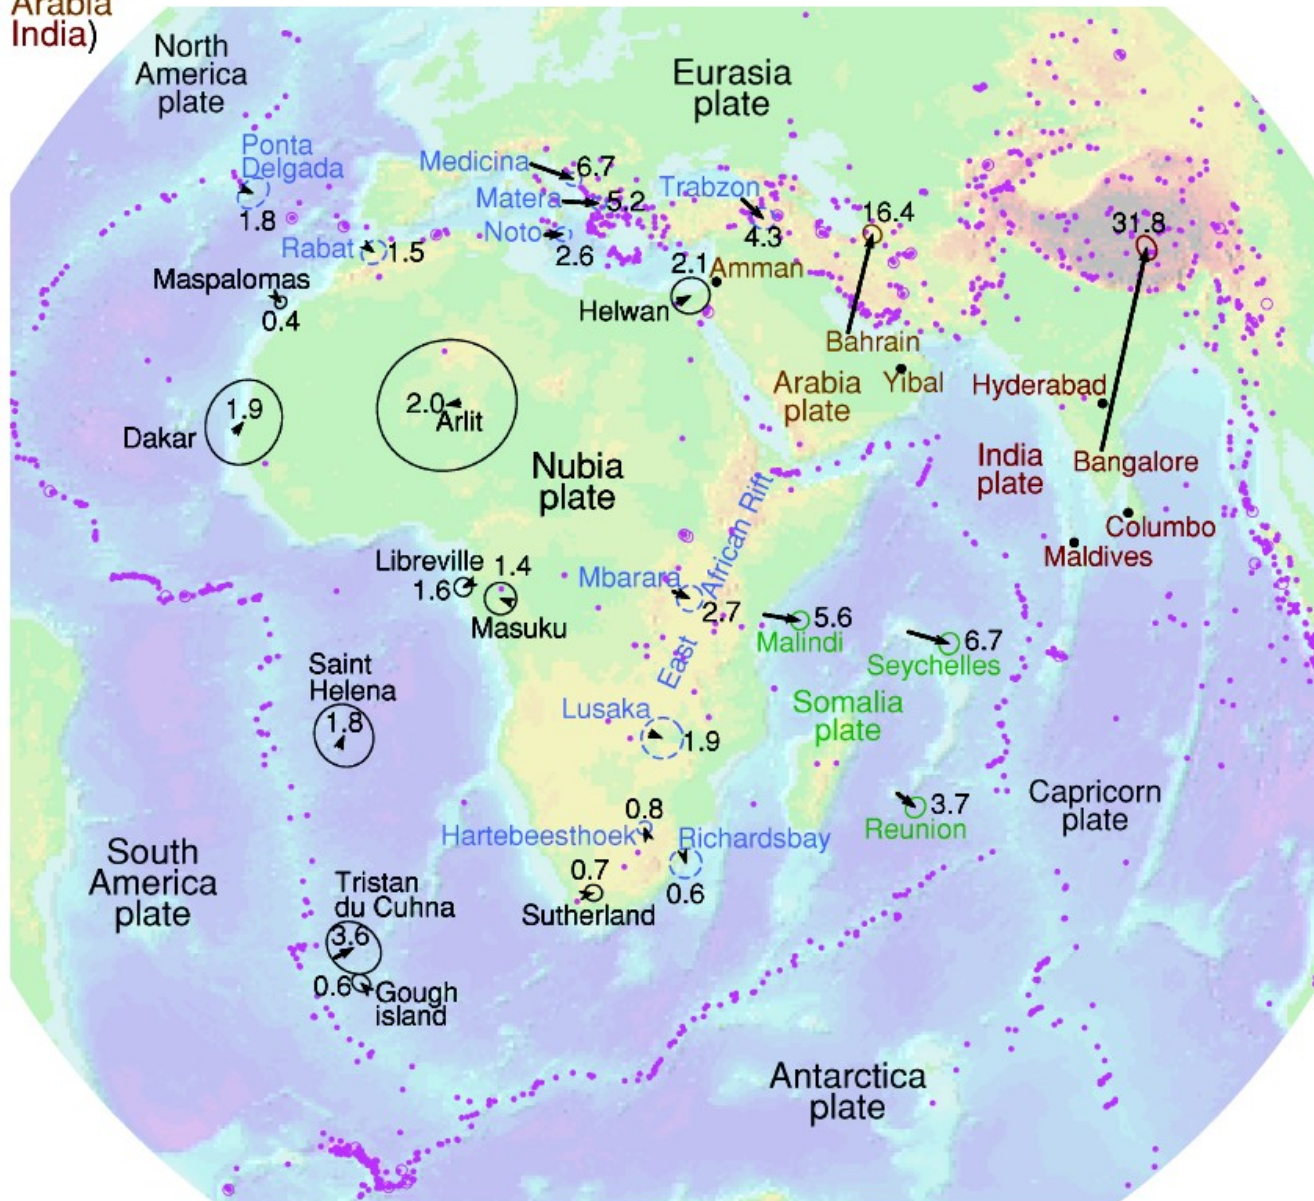 Arabia
India)
North
America
plate
Eurasia
plate
Ponta
Delgada
1.8
Medicina
6.7
Matera
5.2
Trabzon
4.3
16.4
31.8
Rabat
1.5
Noto
2.6
2.1
Amman
Maspalomas
0.4
Helwan
Bahrain
Arabia
plate
Yibal
Hyderabad
1.9
Dakar
2.0
Arlit
Nubia
plate
India
plate
Bangalore
Columbo
Maldives
East African Rift
Libreville
1.6
1.4
Masuku
Mbarara
2.7
5.6
Malindi
6.7
Seychelles
Saint
Helena
1.8
Lusaka
1.9
Somalia
plate
Capricorn
plate
3.7
Reunion
0.8
Hartebeesthoek
Richardsbay
0.6
0.7
Sutherland
South
America
plate
Tristan
du Cuhna
3.6
0.6
Gough
island
Antarctica
plate